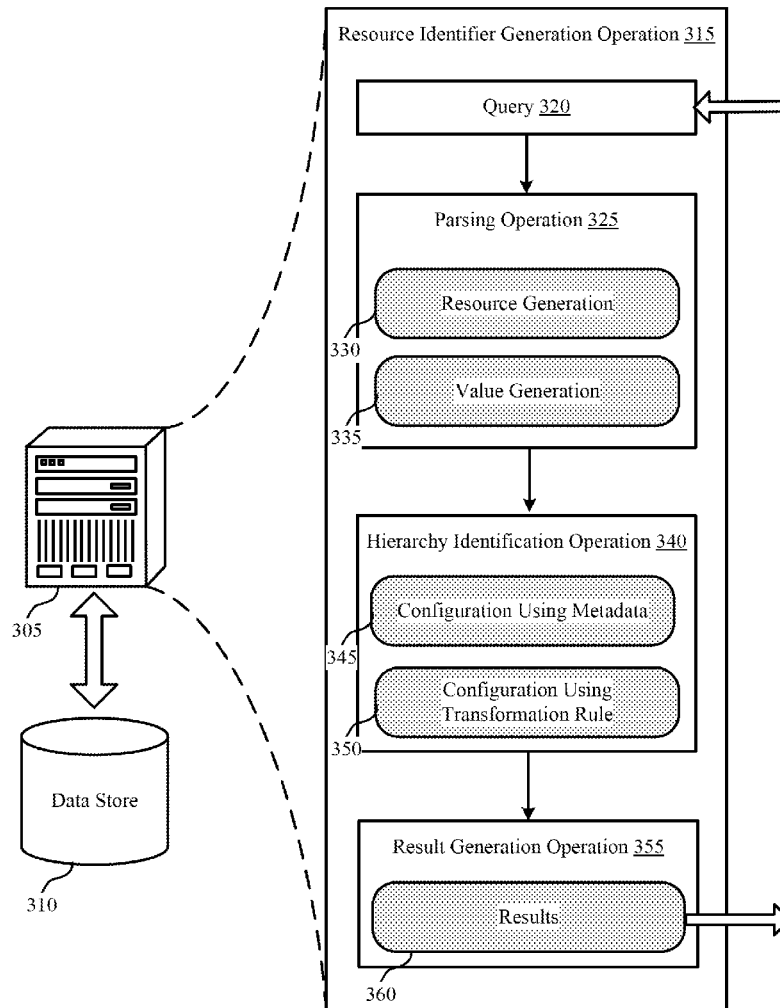 Resource Identifier Generation Operation 315
Query 320
Parsing Operation 325
Resource Generation
330
Value Generation
335
Hierarchy Identification Operation 340
Configuration Using Metadata
345
Configuration Using
Transformation Rule
350
Result Generation Operation 355
Results
360
305
Data Store
310